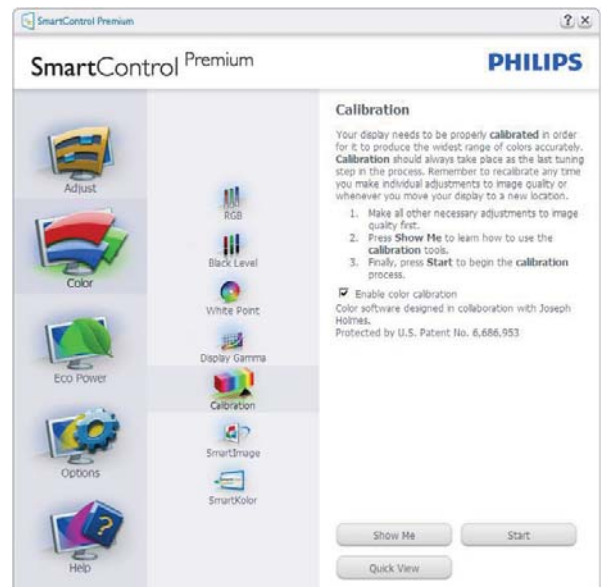 SmartControl Premium
SmartControl Premium
PHILIPS
Adjust
Color
Eco Power
Options
Help
RGB
Black Level
White Point
Display Gamma
Calibration
SmartImage
SmartKolor
Calibration
Your display needs to be properly calibrated in order
for it to produce the widest range of colors accurately.
Calibration should always take place as the last tuning
step in the process. Remember to recalibrate any time
you make individual adjustments to image quality or
whenever you move your display to a new location.
1. Make all other necessary adjustments to image
quality first.
2. Press Show Me to learn how to use the
calibration tools.
3. Finally, press Start to begin the calibration
process.
Enable color calibration
Color software designed in collaboration with Joseph
Holmes.
Protected by U.S. Patent No. 6,686,953
Show Me
Start
Quick View